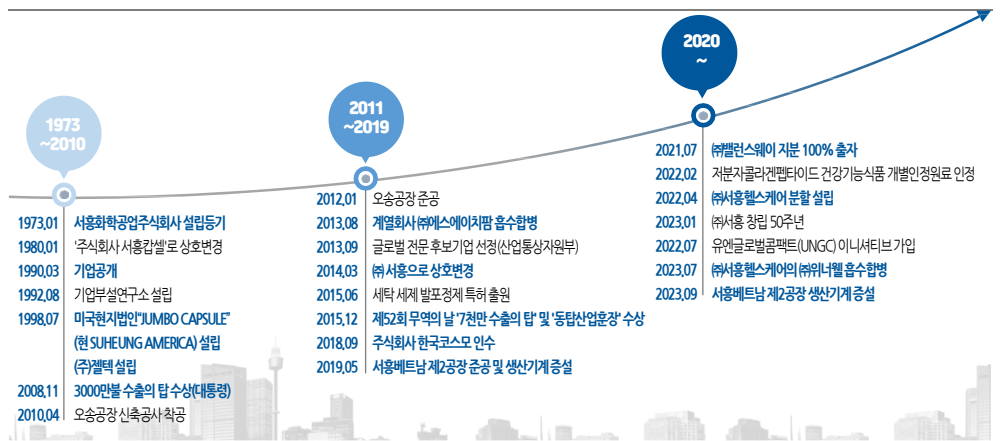 1973
~2010
1973.01 서흥화학공업주식회사 설립등기
1980.01 '주식회사 서흥캅셀'로 상호변경
1990.03 기업공개
1992.08 기업부설연구소 설립
1998.07 미국현지법인"JUMBO CAPSULE"
(현 SUHEUNG AMERICA) 설립
(주)젤텍 설립
2008.11 3000만불 수출의 탑 수상(대통령)
2010.04 오송공장 신축공사 착공
2011
~2019
2012.01 오송공장 준공
2013.08 계열회사 ㈜에스에이치팜 흡수합병
2013.09 글로벌 전문 후보기업 선정(산업통상자원부)
2014.03 ㈜ 서흥으로 상호변경
2015.06 세탁 세제 발포정제 특허 출원
2015.12 제52회 무역의 날 '7천만 수출의 탑' 및 '동탑산업훈장' 수상
2018.09 주식회사 한국코스모 인수
2019.05 서흥베트남 제2공장 준공 및 생산기계 증설
2020
~
2021.07 ㈜밸런스웨이 지분 100% 출자
2022.02 저분자콜라겐펩타이드 건강기능식품 개별인정원료 인정
2022.04 ㈜서흥헬스케어 분할 설립
2023.01 ㈜서흥 창립 50주년
2022.07 유엔글로벌콤팩트(UNGC) 이니셔티브 가입
2023.07 ㈜서흥헬스케어의 ㈜위너웰 흡수합병
2023.09 서흥베트남 제2공장 생산기계 증설